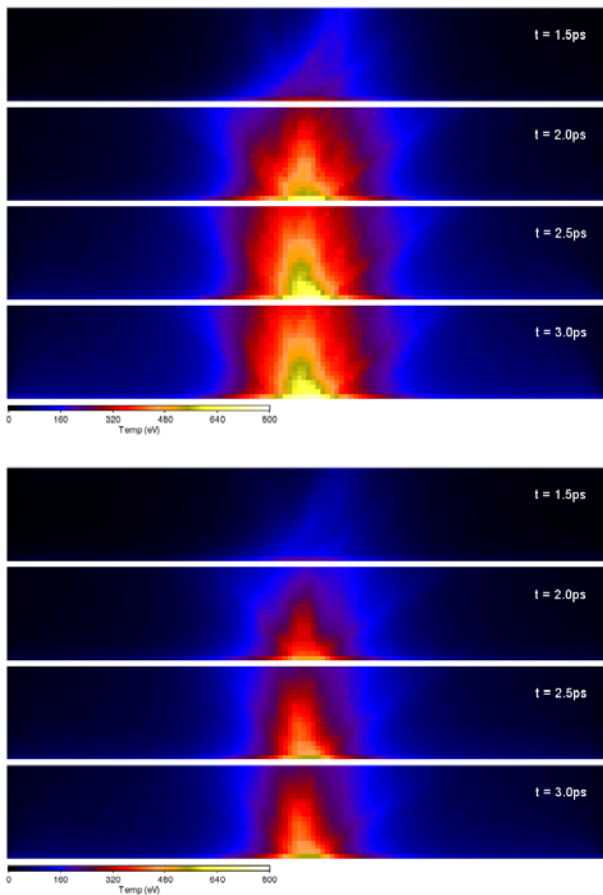 t = 1.5ps
t = 2.0ps
t = 2.5ps
t = 3.0ps
0 160 320 480 640 800
Temp (eV)
t = 1.5ps
t = 2.0ps
t = 2.5ps
t = 3.0ps
0 160 320 480 640 800
Temp (eV)